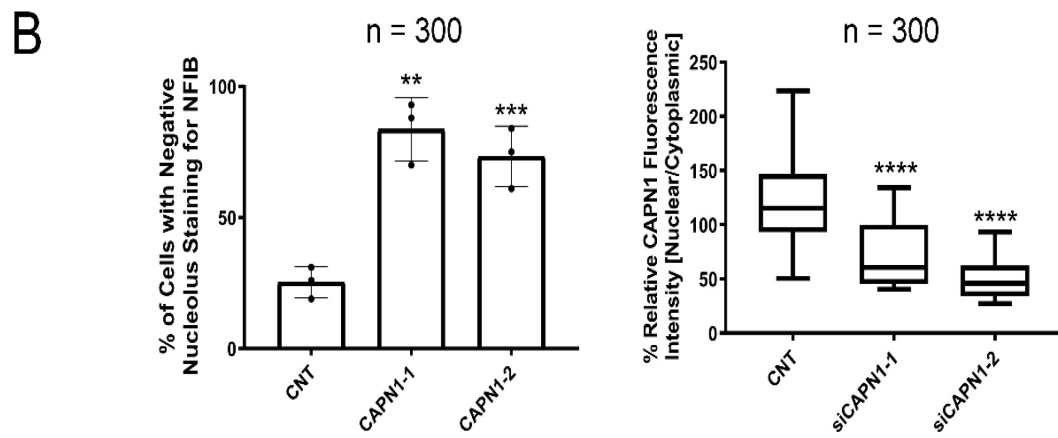 B
n = 300
% of Cells with Negative
Nucleolus Staining for NFIB
100
50
0
**
***
CNT
CAPN1-1
CAPN1-2
n = 300
% Relative CAPN1 Fluorescence
Intensity [Nuclear/Cytoplasmic]
250
200
150
100
50
0
****
****
CNT
siCAPN1-1
siCAPN1-2